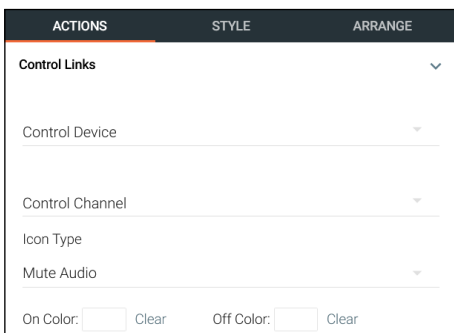 ACTIONS STYLE ARRANGE
Control Links
Control Device
Control Channel
Icon Type
Mute Audio
On Color: Clear Off Color: Clear